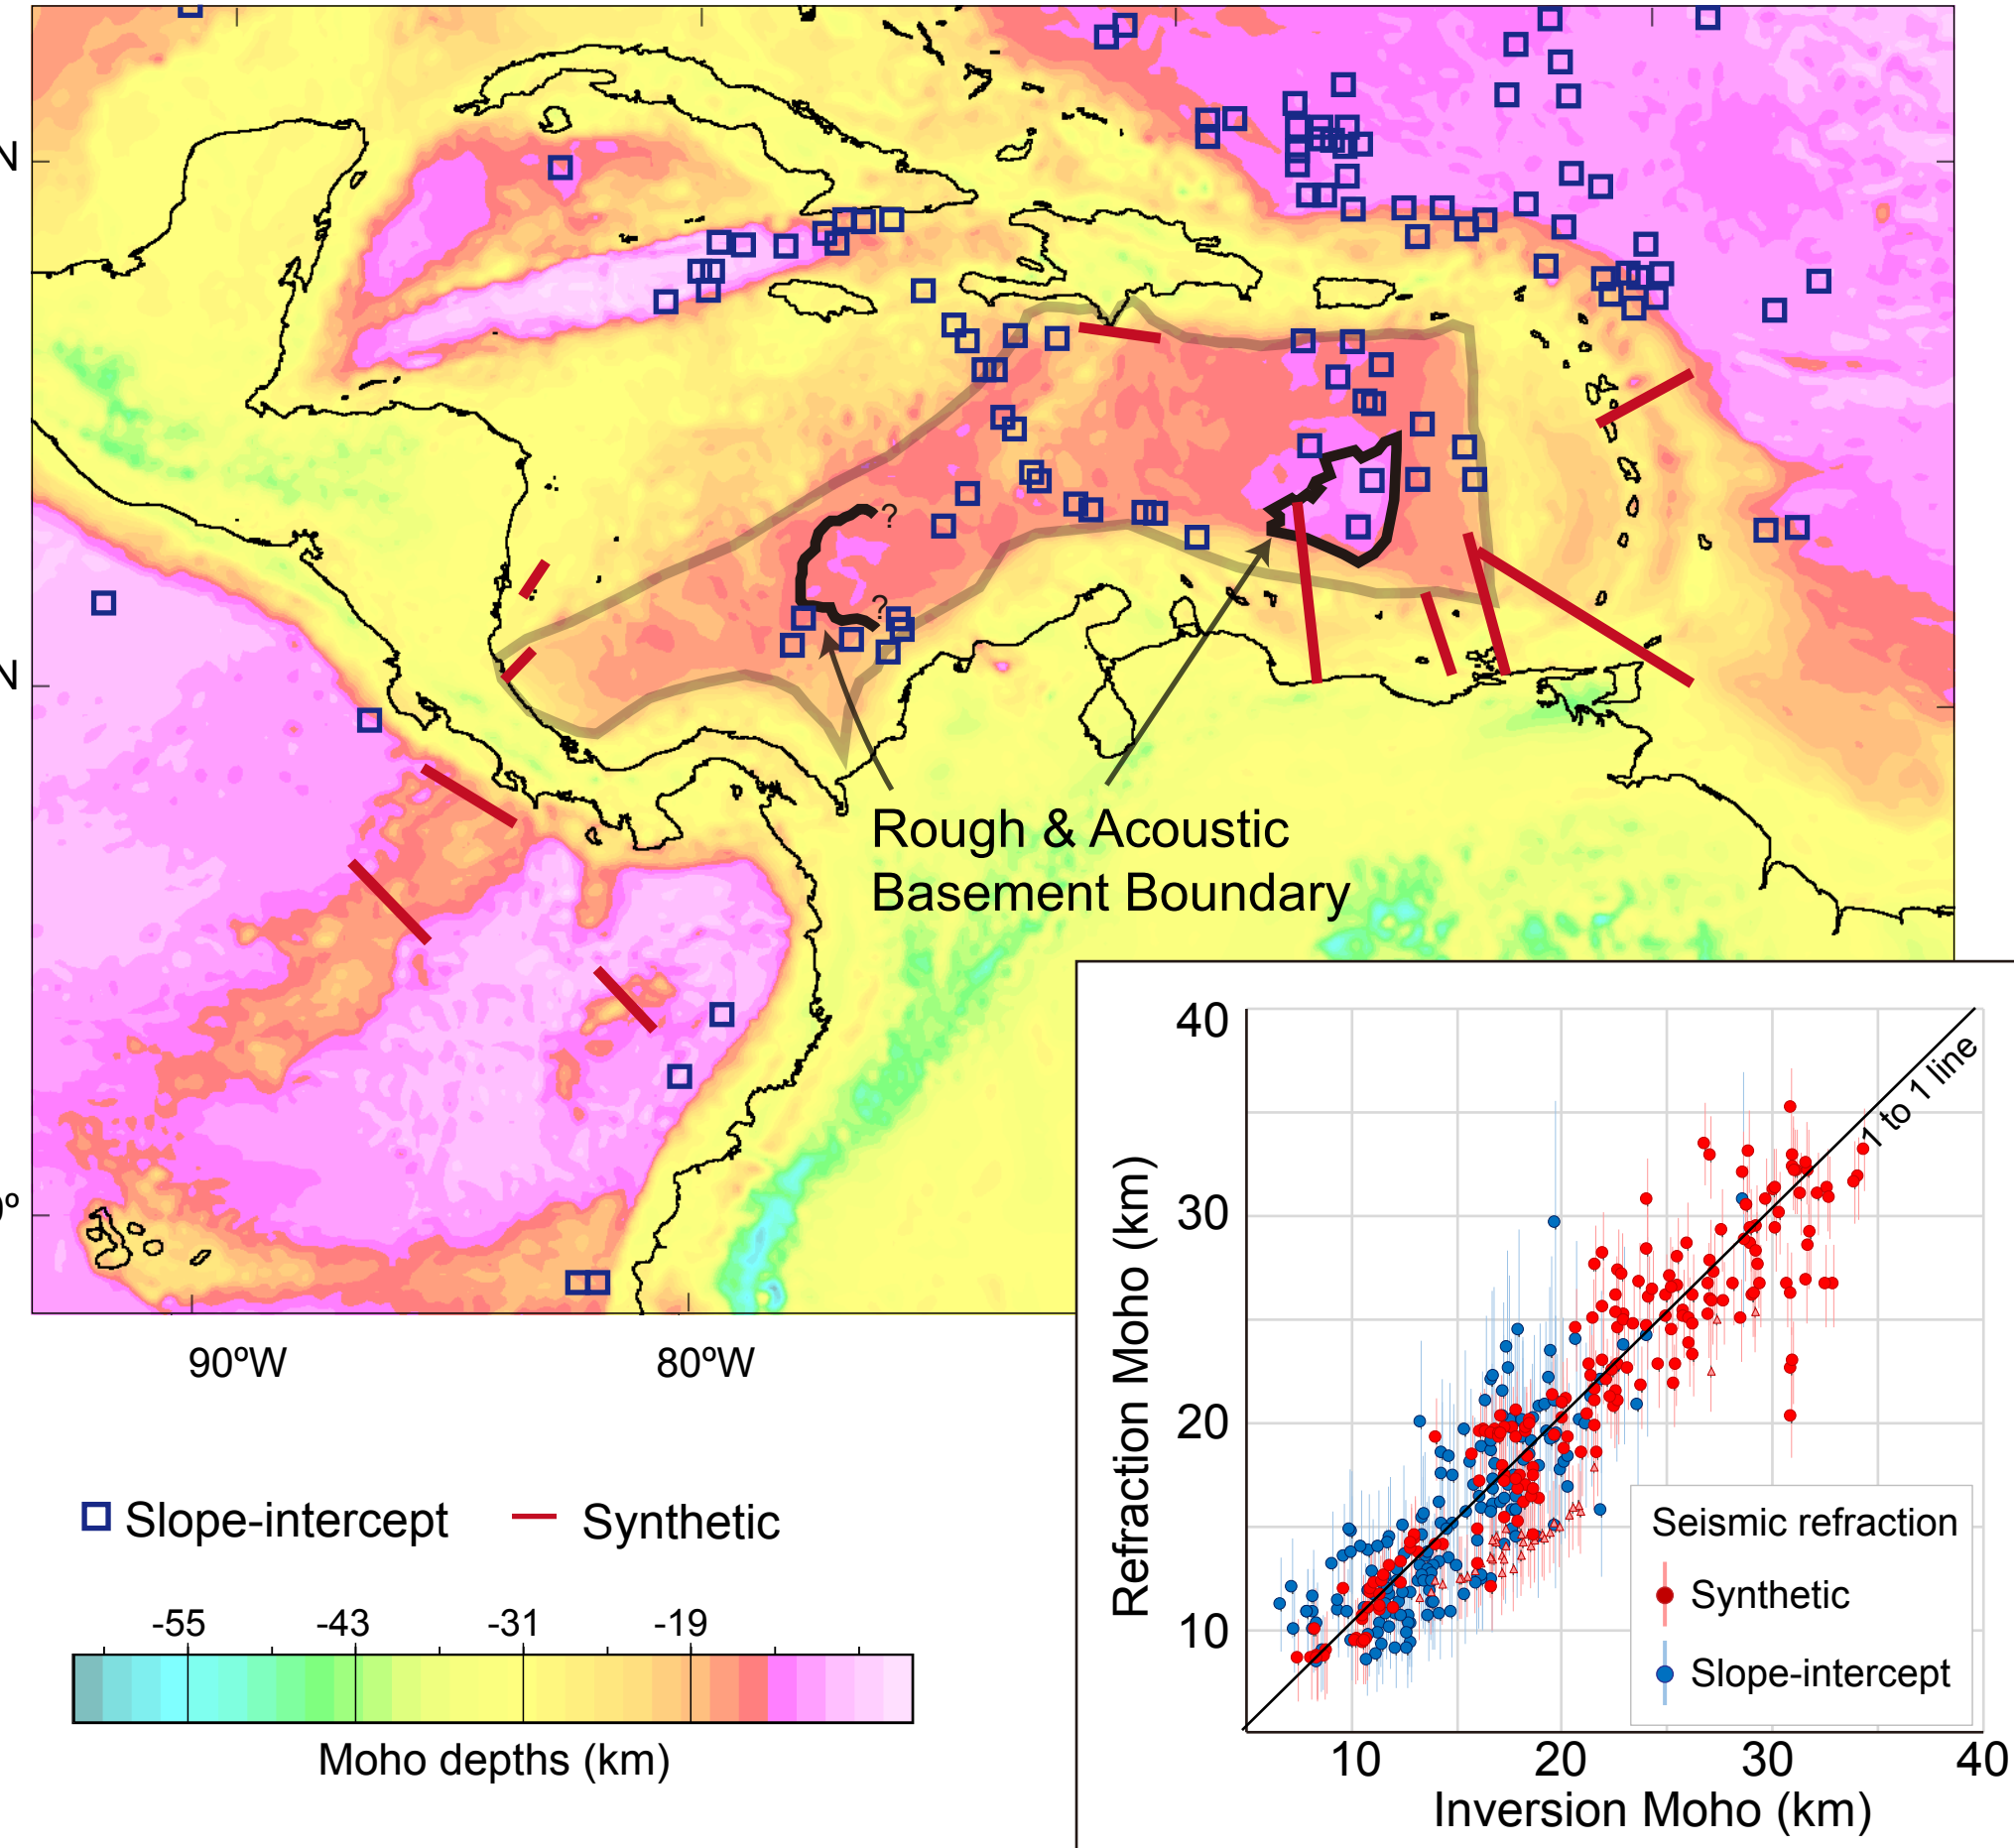 N
?
?
N
Rough & Acoustic
Basement Boundary
º
90ºW
80ºW
Slope-intercept
Synthetic
-55
-43
-31
-19
Moho depths (km)
40
30
20
10
Refraction Moho (km)
1 to 1 line
Seismic refraction
Synthetic
Slope-intercept
10
20
30
40
Inversion Moho (km)